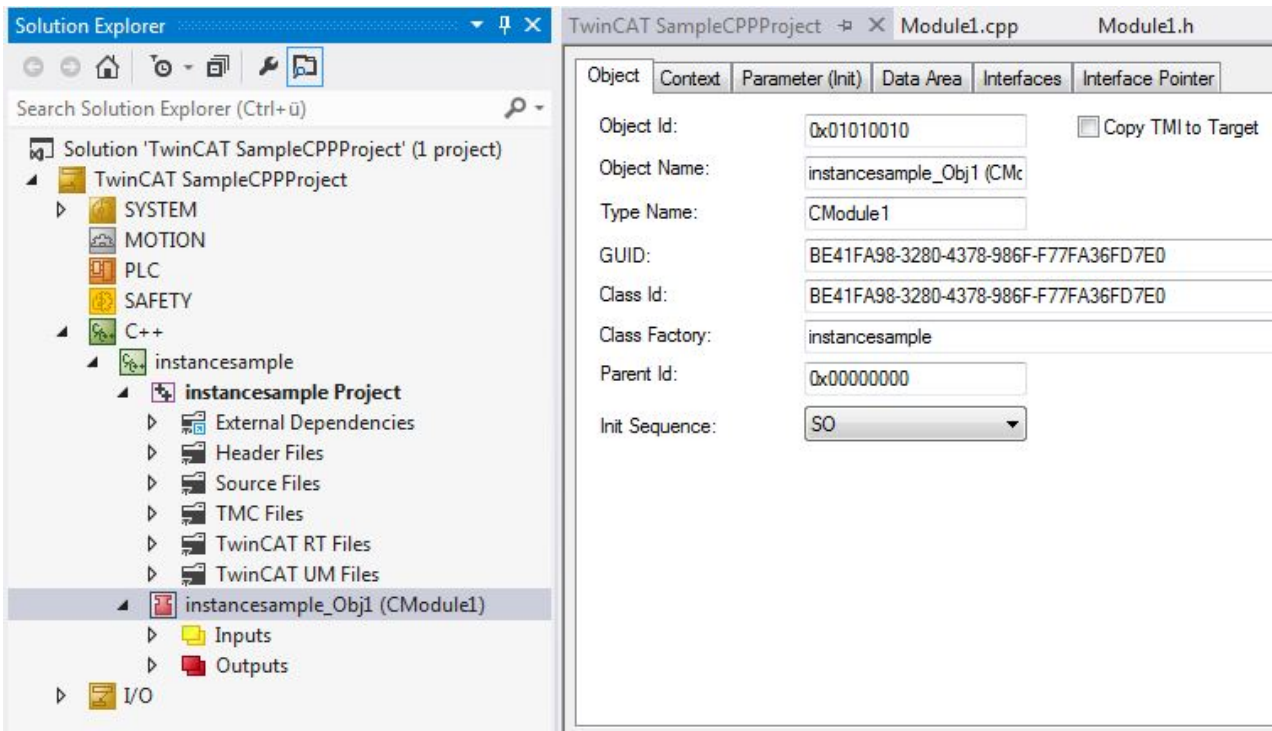 Solution Explorer
Search Solution Explorer (Ctrl+ü)
Solution 'TwinCAT SampleCPPProject' (1 project)
TwinCAT SampleCPPProject
SYSTEM
MOTION
PLC
SAFETY
C++
instancesample
instancesample Project
External Dependencies
Header Files
Source Files
TMC Files
TwinCAT RT Files
TwinCAT UM Files
instancesample_Obj1 (CModule1)
Inputs
Outputs
I/O
TwinCAT SampleCPPProject Module1.cpp Module1.h
Object Context Parameter (Init) Data Area Interfaces Interface Pointer
Object Id: 0x01010010 Copy TMI to Target
Object Name: instancesample_Obj1 (CMc
Type Name: CModule1
GUID: BE41FA98-3280-4378-986F-F77FA36FD7E0
Class Id: BE41FA98-3280-4378-986F-F77FA36FD7E0
Class Factory: instancesample
Parent Id: 0x00000000
Init Sequence: SO